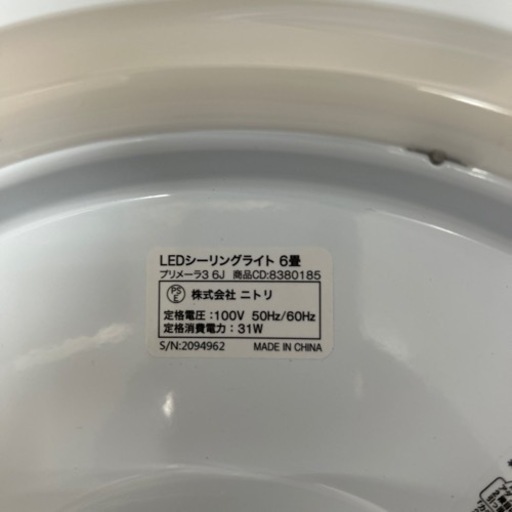 LEDシーリングライト 6畳
プリメーラ3 6J 商品CD:8380185
PSE 株式会社 ニトリ
定格電圧:100V 50Hz/60Hz
定格消費電力:31W
S/N:2094962 MADE IN CHINA